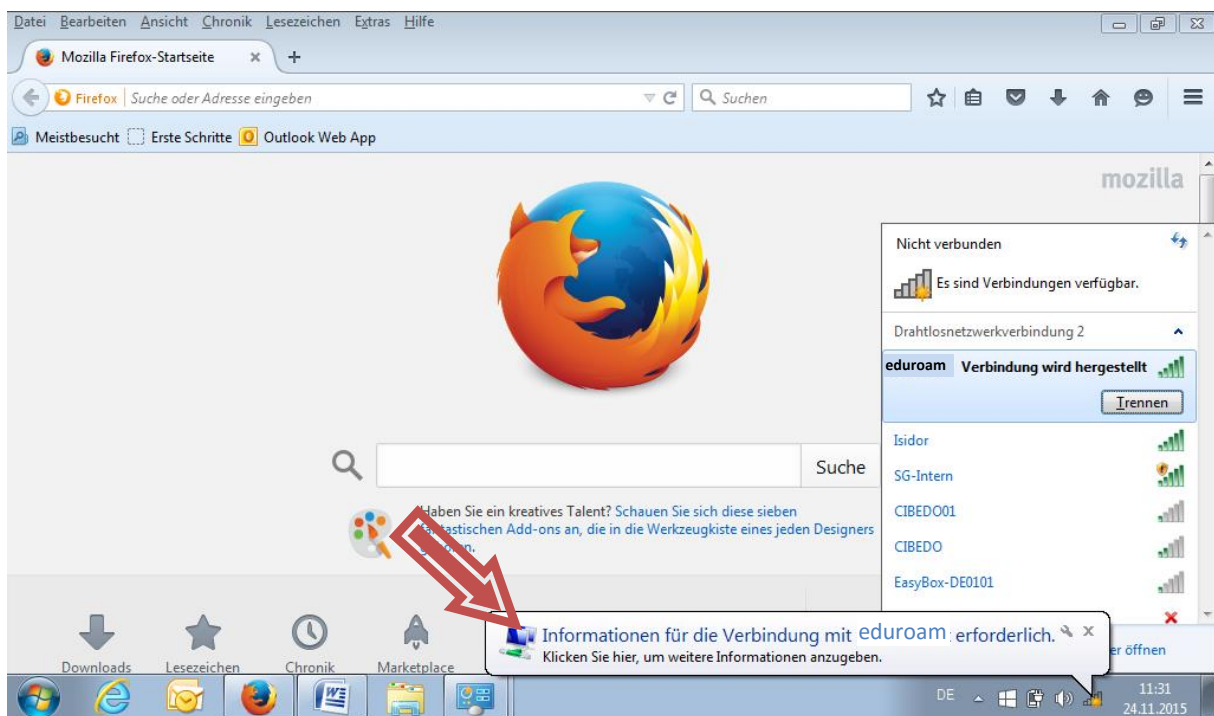 Datei Bearbeiten Ansicht Chronik Lesezeichen Extras Hilfe
Mozilla Firefox-Startseite
Firefox Suche oder Adresse eingeben
Suchen
Meistbesucht Erste Schritte Outlook Web App
mozilla
Nicht verbunden
Es sind Verbindungen verfügbar.
Drahtlosnetzwerkverbindung 2
eduroam Verbindung wird hergestellt
Trennen
Isidor
SG-Intern
CIBEDO01
CIBEDO
EasyBox-DE0101
Suche
Haben Sie ein kreatives Talent? Schauen Sie sich diese sieben
fantastischen Add-ons an, die in die Werkzeugkiste eines jeden Designers
Informationen für die Verbindung mit eduroam erforderlich.
Klicken Sie hier, um weitere Informationen anzugeben.
öffnen
Downloads Lesezeichen Chronik Marketplace
DE
11:31
24.11.2015